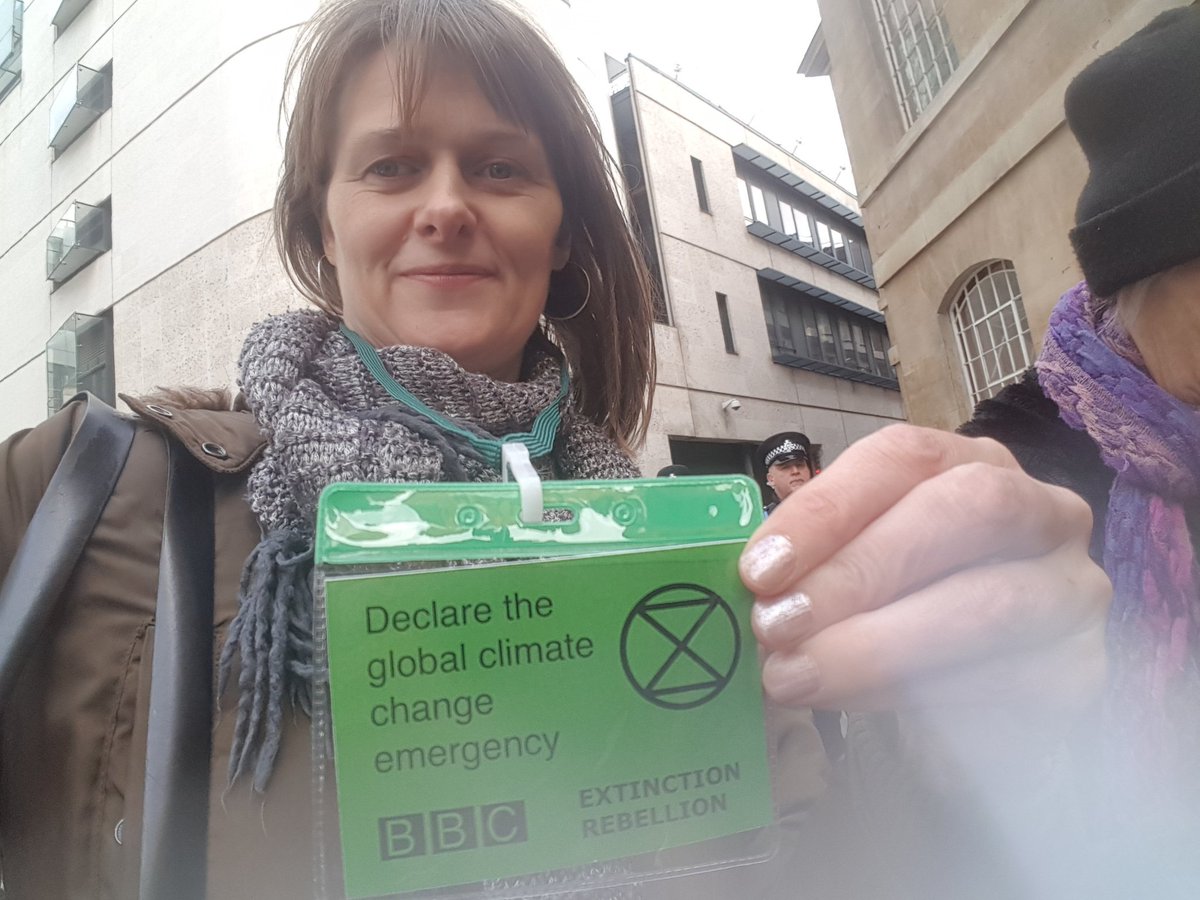 Declare the
global climate
change
emergency
BBC
EXTINCTION
REBELLION